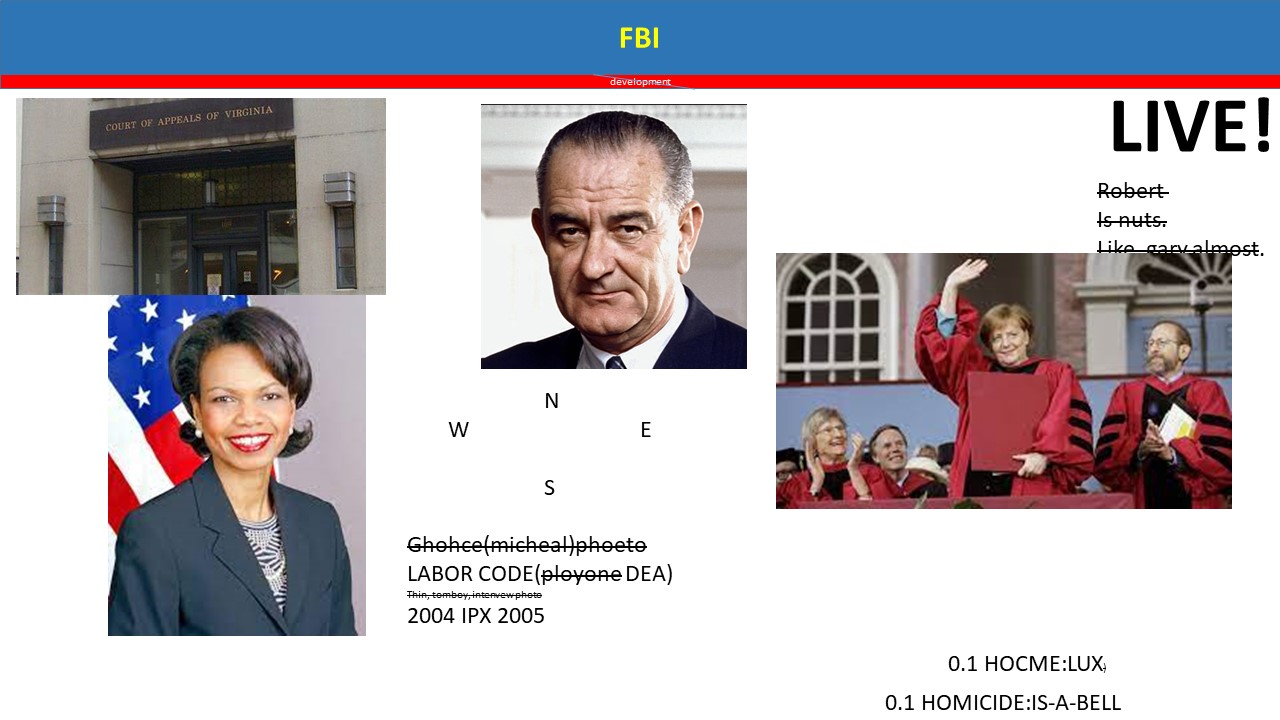 FBI
development
COURT OF APPEALS OF VIRGINIA
LIVE!
Robert
Is nuts.
Like gary almost.
N
W E
S
Ghohce(micheal)phoeto
LABOR CODE(ployone DEA)
Thin, tomboy, intervew photo
2004 IPX 2005
0.1 HOCME:LUX
0.1 HOMICIDE:IS-A-BELL